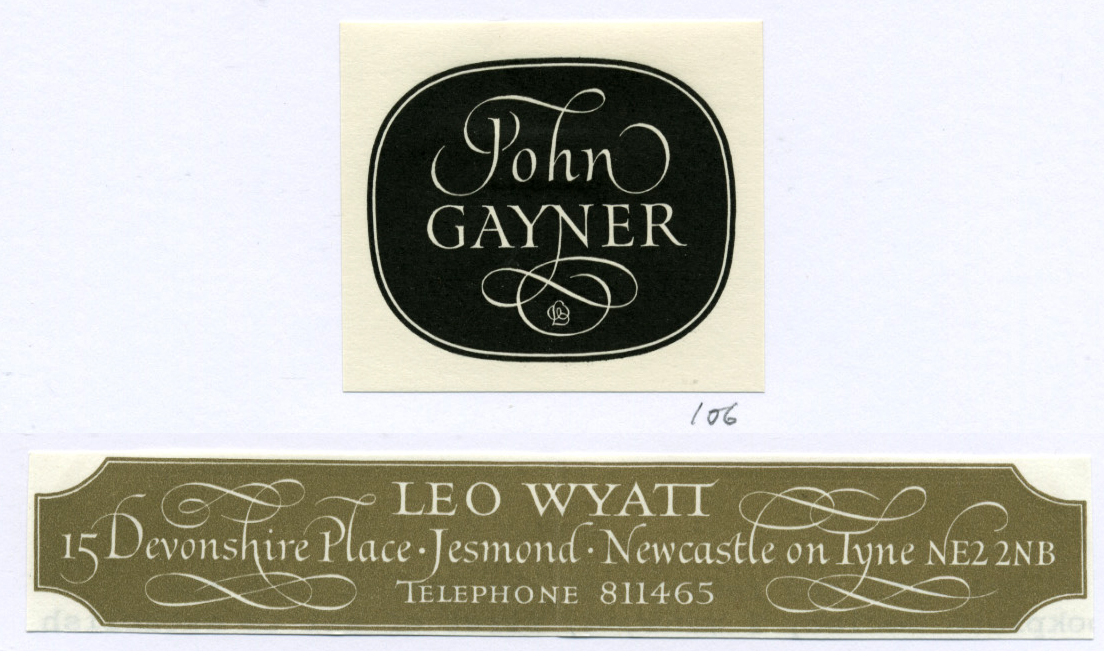 John
GAYNER
106
LEO WYATT
15 Devonshire Place · Jesmond · Newcastle on Tyne NE2 2NB
TELEPHONE 811465